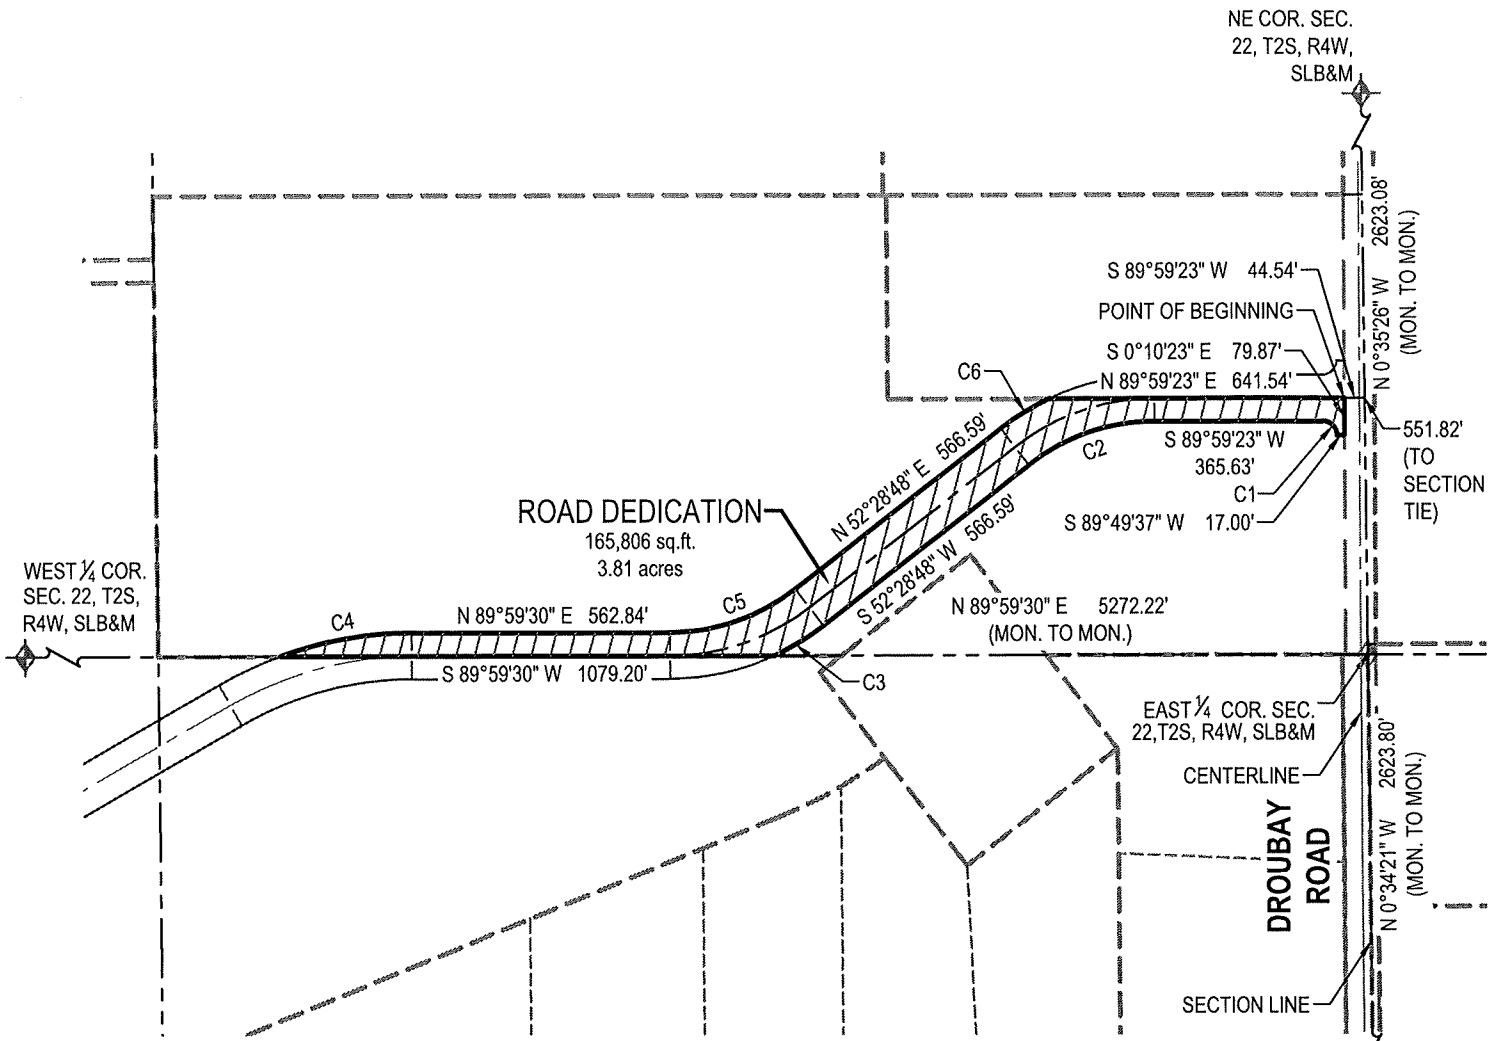 NE COR. SEC.
22, T2S, R4W,
SLB&M
N 0°35'26" W 2623.08'
(MON. TO MON.)
S 89°59'23" W 44.54'
POINT OF BEGINNING
S 0°10'23" E 79.87'
N 89°59'23" E 641.54'
C6
551.82'
(TO
SECTION
TIE)
S 89°59'23" W
365.63'
C2
C1
S 89°49'37" W 17.00'
N 52°28'48" E 566.59'
S 52°28'48" W 566.59'
ROAD DEDICATION
165,806 sq.ft.
3.81 acres
WEST ¼ COR.
SEC. 22, T2S,
R4W, SLB&M
C4
N 89°59'30" E 562.84'
C5
N 89°59'30" E 5272.22'
(MON. TO MON.)
S 89°59'30" W 1079.20'
C3
EAST ¼ COR. SEC.
22,T2S, R4W, SLB&M
CENTERLINE
DROUBAY
ROAD
N 0°34'21" W 2623.80'
(MON. TO MON.)
SECTION LINE